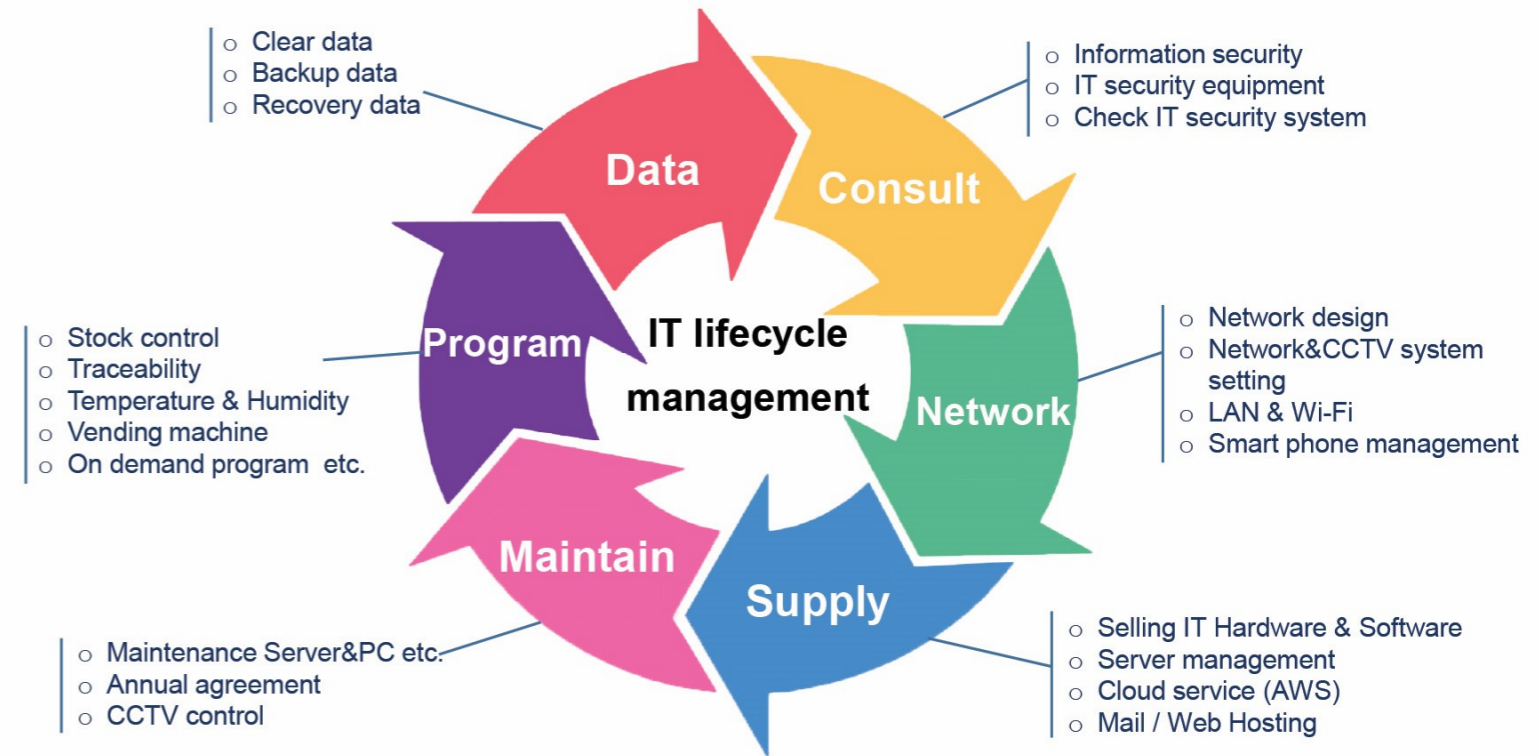 o Clear data
o Backup data
o Recovery data
Data
o Information security
o IT security equipment
o Check IT security system
Consult
o Network design
o Network&CCTV system
setting
o LAN & Wi-Fi
o Smart phone management
Network
o Selling IT Hardware & Software
o Server management
o Cloud service (AWS)
o Mail / Web Hosting
Supply
o Maintenance Server&PC etc.
o Annual agreement
o CCTV control
Maintain
o Stock control
o Traceability
o Temperature & Humidity
o Vending machine
o On demand program etc.
Program
IT lifecycle
management